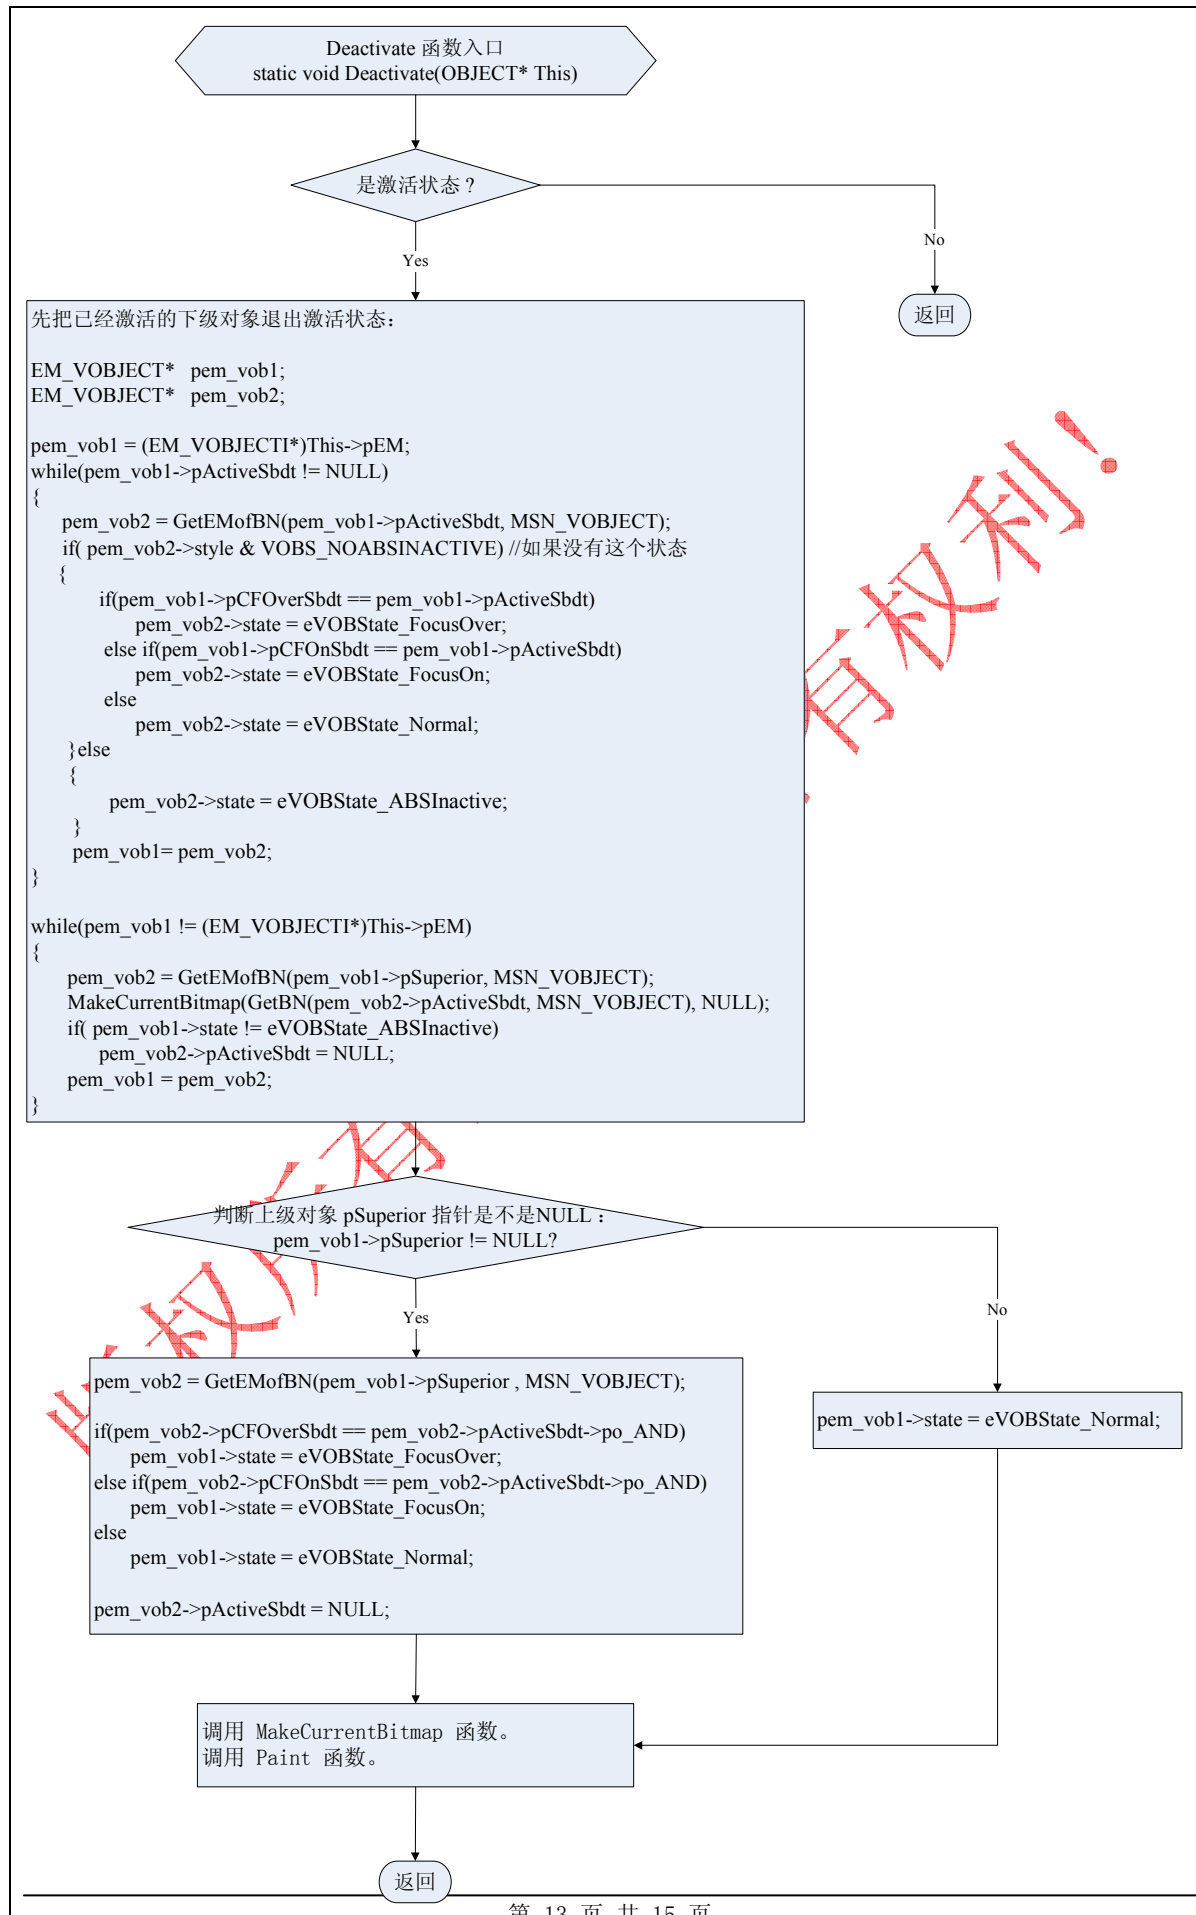 Deactivate 函数入口
static void Deactivate(OBJECT* This)
是激活状态？
No
Yes
返回
先把已经激活的下级对象退出激活状态：
EM_VOBJECT* pem_vob1;
EM_VOBJECT* pem_vob2;
pem_vob1 = (EM_VOBJECTI*)This->pEM;
while(pem_vob1->pActiveSbdt != NULL)
{
pem_vob2 = GetEMofBN(pem_vob1->pActiveSbdt, MSN_VOBJECT);
if( pem_vob2->style & VOBS_NOABSINACTIVE) //如果没有这个状态
{
if(pem_vob1->pCFOverSbdt == pem_vob1->pActiveSbdt)
pem_vob2->state = eVOBState_FocusOver;
else if(pem_vob1->pCFOnSbdt == pem_vob1->pActiveSbdt)
pem_vob2->state = eVOBState_FocusOn;
else
pem_vob2->state = eVOBState_Normal;
}else
{
pem_vob2->state = eVOBState_ABSInactive;
}
pem_vob1= pem_vob2;
}
while(pem_vob1 != (EM_VOBJECTI*)This->pEM)
{
pem_vob2 = GetEMofBN(pem_vob1->pSuperior, MSN_VOBJECT);
MakeCurrentBitmap(GetBN(pem_vob2->pActiveSbdt, MSN_VOBJECT), NULL);
if( pem_vob1->state != eVOBState_ABSInactive)
pem_vob2->pActiveSbdt = NULL;
pem_vob1 = pem_vob2;
}
判断上级对象 pSuperior 指针是不是NULL：
pem_vob1->pSuperior != NULL?
Yes
No
pem_vob2 = GetEMofBN(pem_vob1->pSuperior , MSN_VOBJECT);
if(pem_vob2->pCFOverSbdt == pem_vob2->pActiveSbdt->po_AND)
pem_vob1->state = eVOBState_FocusOver;
else if(pem_vob2->pCFOnSbdt == pem_vob2->pActiveSbdt->po_AND)
pem_vob1->state = eVOBState_FocusOn;
else
pem_vob1->state = eVOBState_Normal;
pem_vob2->pActiveSbdt = NULL;
pem_vob1->state = eVOBState_Normal;
调用 MakeCurrentBitmap 函数。
调用 Paint 函数。
返回
第 13 页 共 15 页